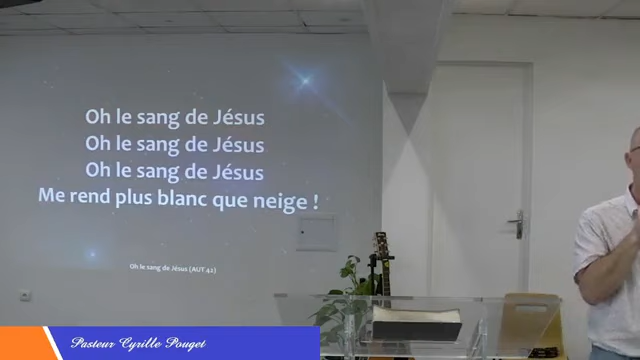 Oh le sang de Jésus
Oh le sang de Jésus
Oh le sang de Jésus
Me rend plus blanc que neige !
Oh le sang de Jésus (AUT 42)
Pasteur Cyrille Pouget